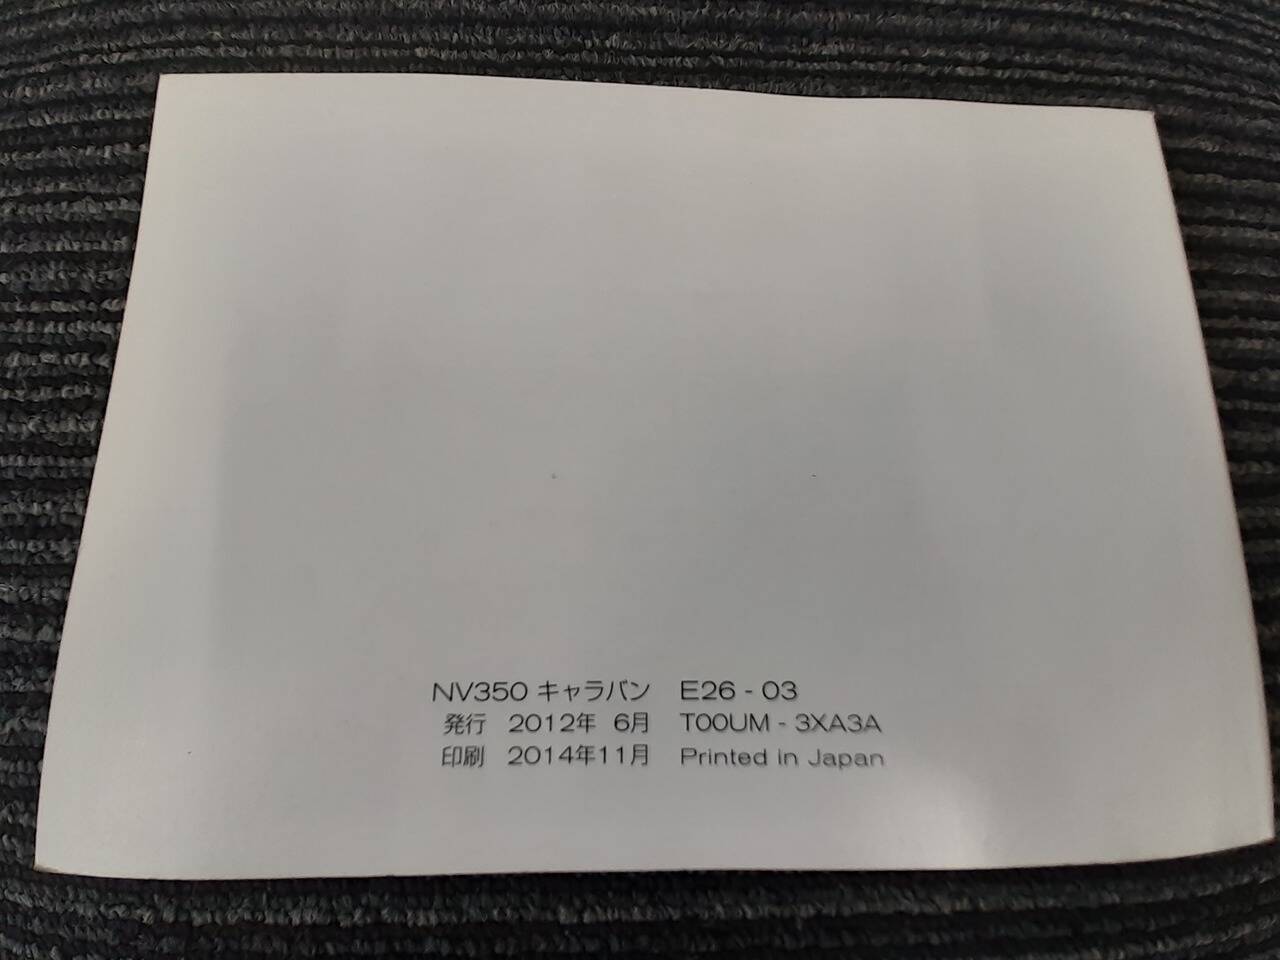 NV350 キャラバン E26 - 03
発行 2012年 6月 T00UM - 3XA3A
印刷 2014年11月 Printed in Japan